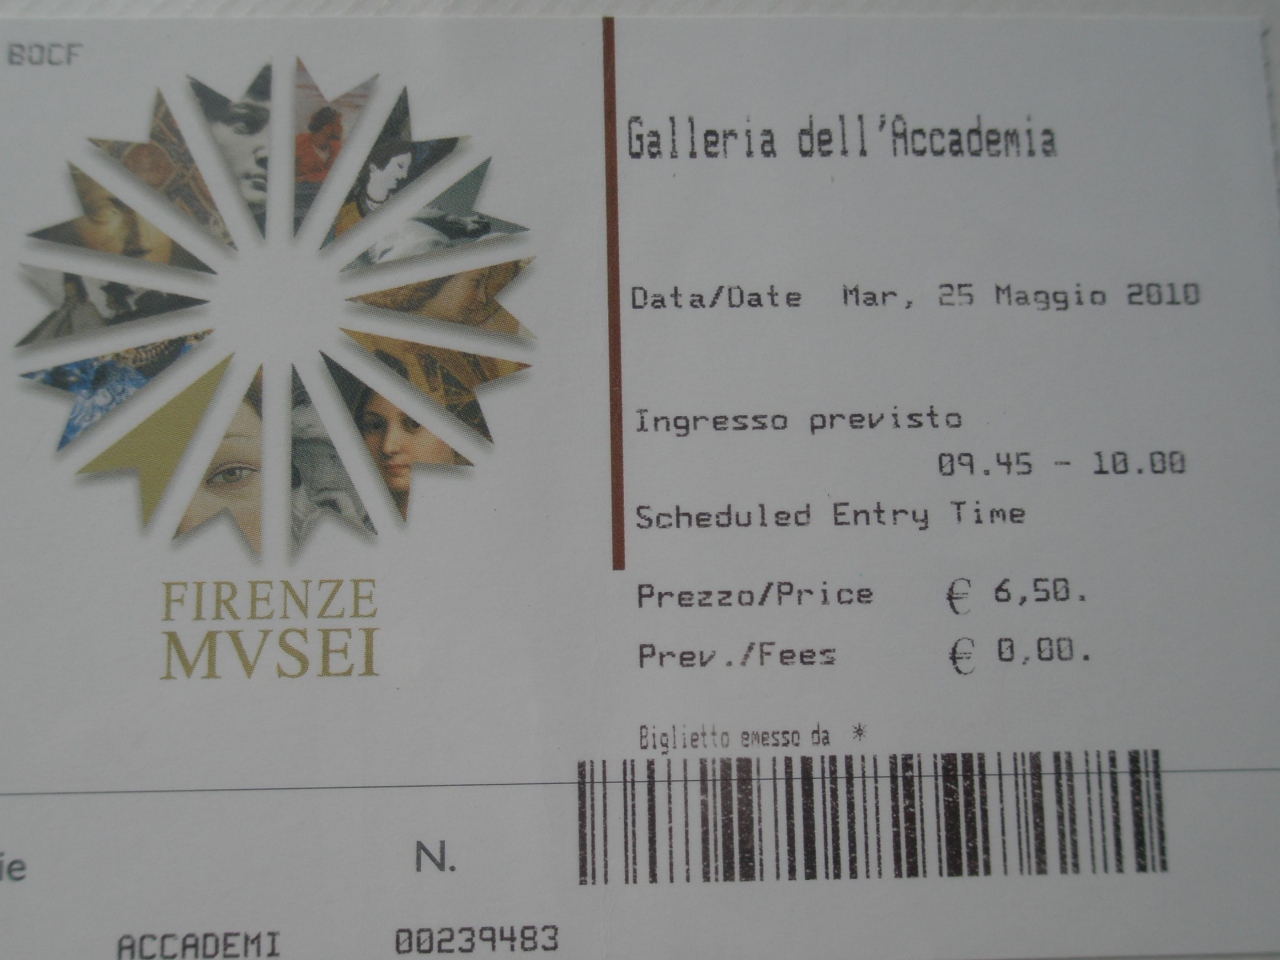 BOCF
Galleria dell'Accademia
Data/Date Mar, 25 Maggio 2010
Ingresso previsto
09.45 - 10.00
Scheduled Entry Time
Prezzo/Price € 6,50.
Prev./Fees € 0,00.
Biglietto emesso da *
FIRENZE
MVSEI
ie
N.
ACCADEMI 00239483